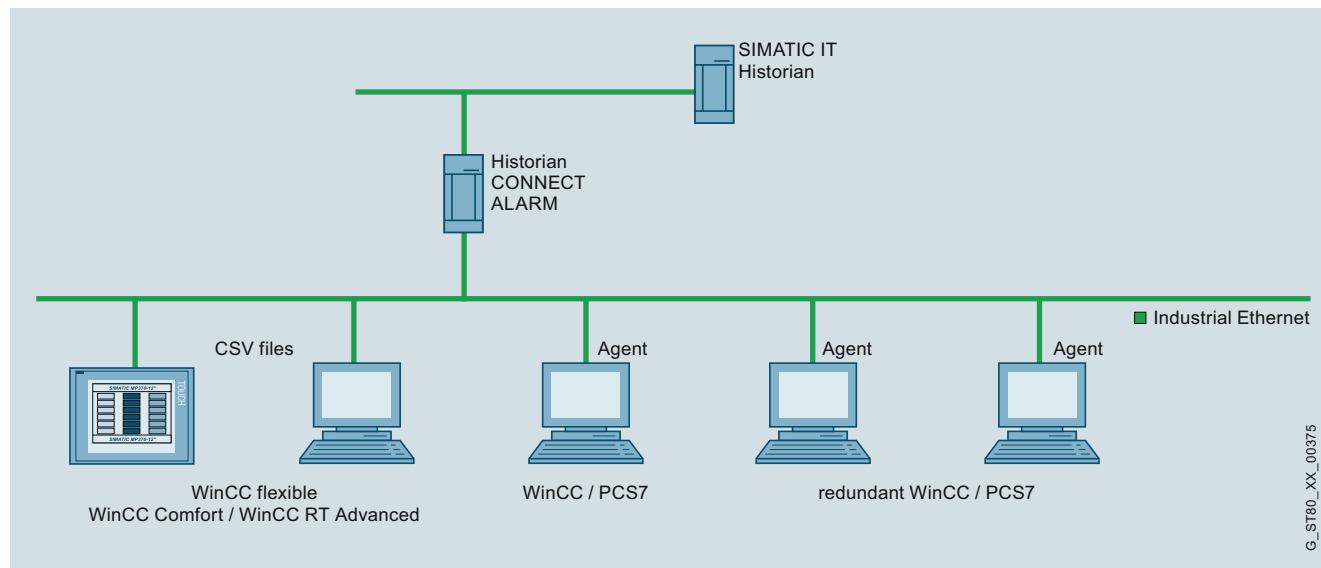 SIMATIC IT
Historian
Historian
CONNECT
ALARM
Industrial Ethernet
CSV files
Agent
Agent
Agent
TOUCH
SIMATIC MP370-12"
SIMATIC MP370-12"
WinCC flexible
WinCC Comfort / WinCC RT Advanced
WinCC / PCS7
redundant WinCC / PCS7
G_ST80_XX_00375